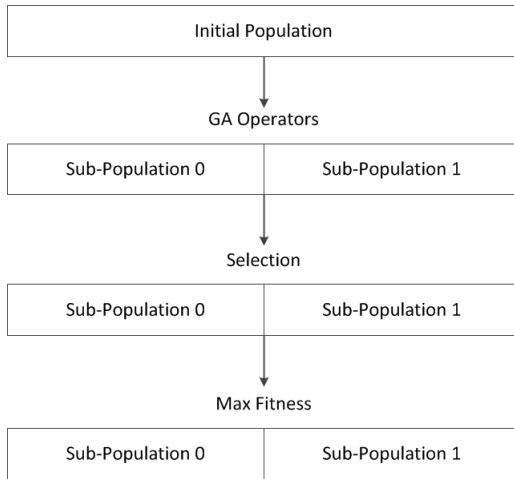 Initial Population
GA Operators
Sub-Population 0 Sub-Population 1
Selection
Sub-Population 0 Sub-Population 1
Max Fitness
Sub-Population 0 Sub-Population 1